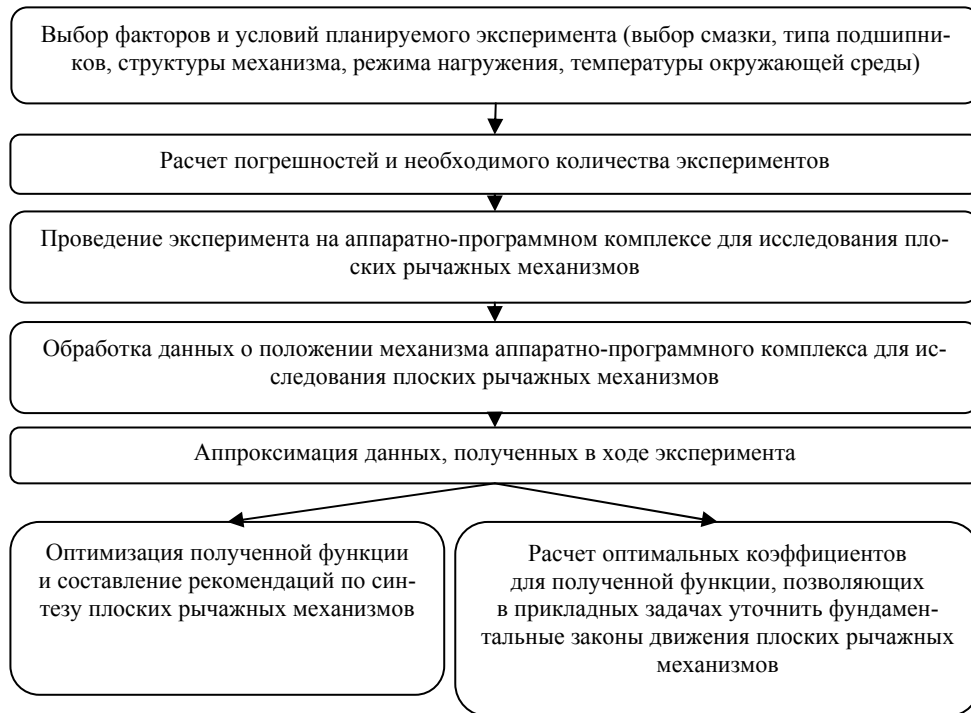 Выбор факторов и условий планируемого эксперимента (выбор смазки, типа подшипни-
ков, структуры механизма, режима нагружения, температуры окружающей среды)
Расчет погрешностей и необходимого количества экспериментов
Проведение эксперимента на аппаратно-программном комплексе для исследования пло-
ских рычажных механизмов
Обработка данных о положении механизма аппаратно-программного комплекса для ис-
следования плоских рычажных механизмов
Аппроксимация данных, полученных в ходе эксперимента
Оптимизация полученной функции
и составление рекомендаций по син-
тезу плоских рычажных механизмов
Расчет оптимальных коэффициентов
для полученной функции, позволяющих
в прикладных задачах уточнить фундамен-
тальные законы движения плоских рычажных
механизмов